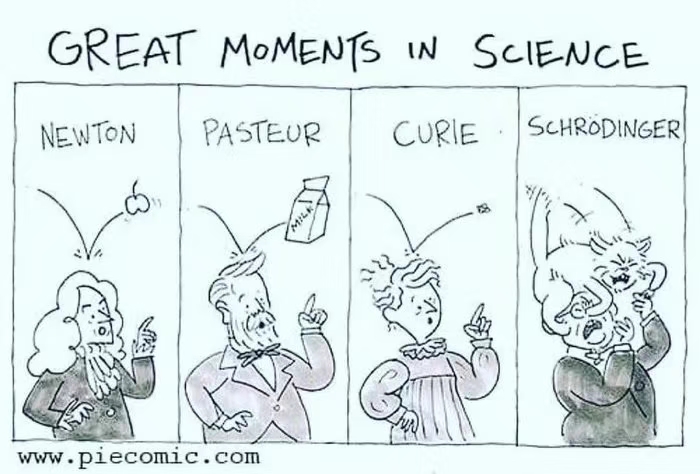 GREAT MOMENTS IN SCIENCE
NEWTON
PASTEUR
CURIE
SCHRÖDINGER
MILK
www.piecomic.com